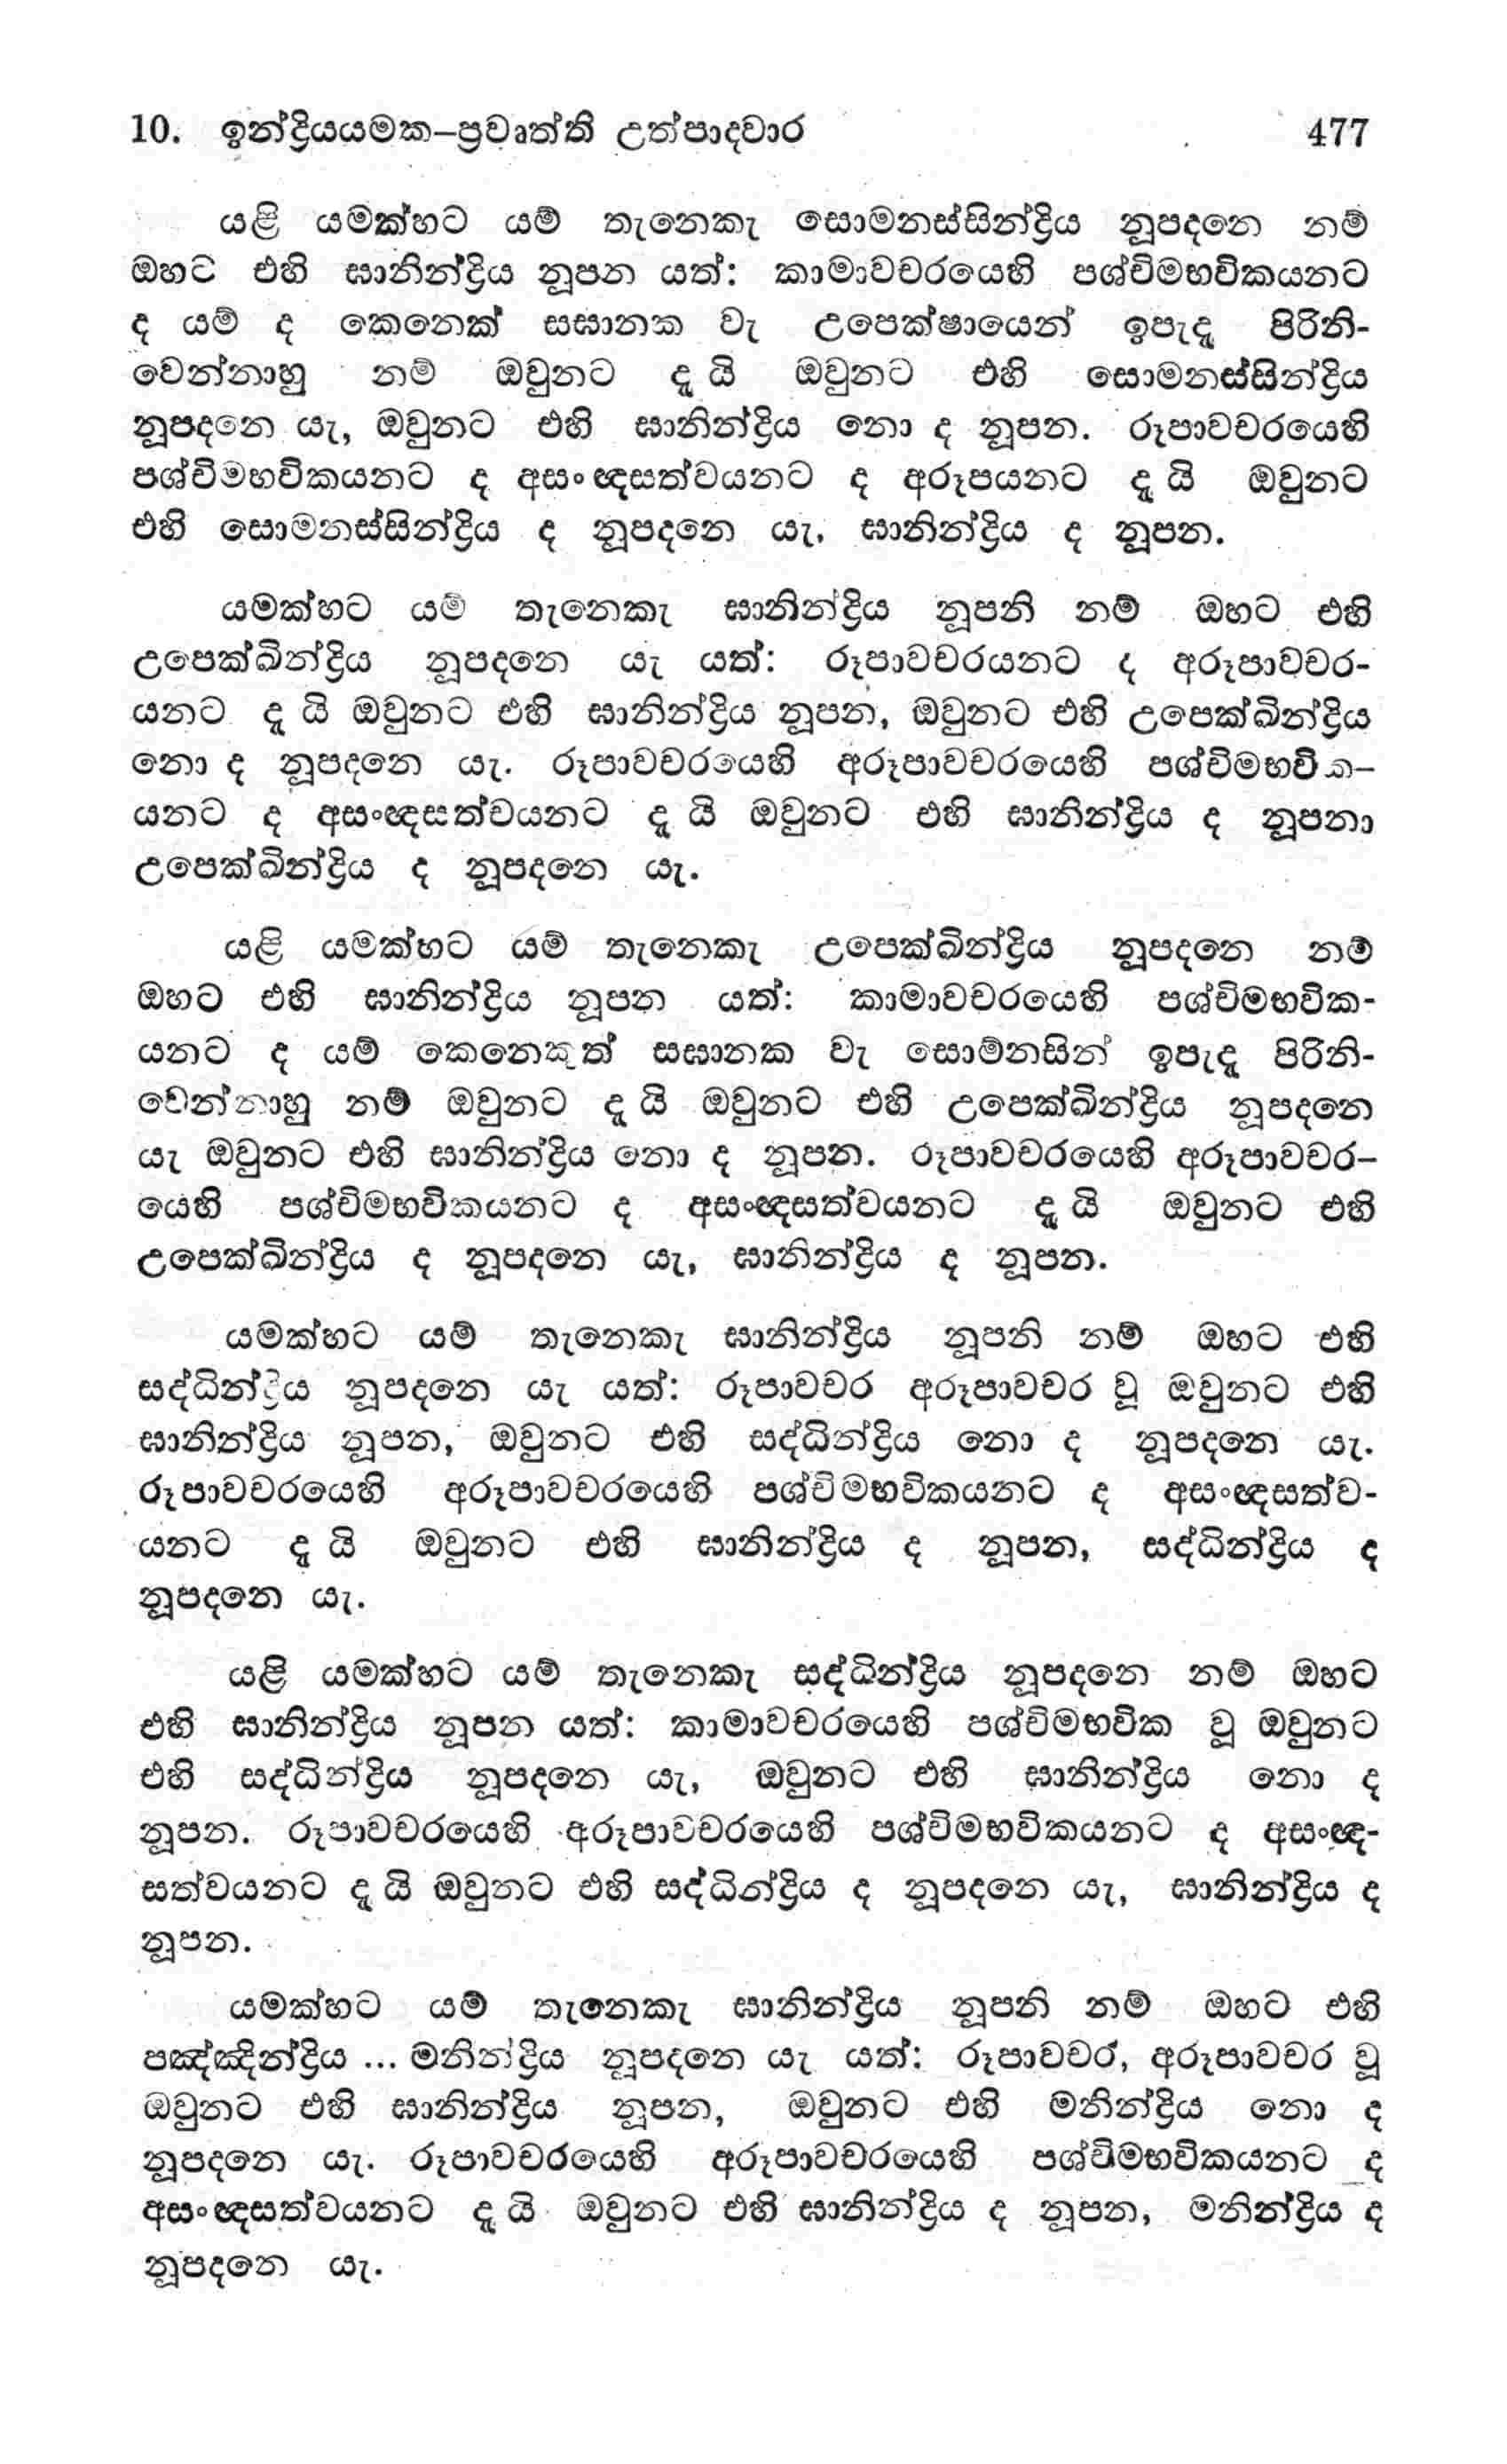 10. ඉන්ද්‍රියයමක–ප්‍රවෘත්ති උත්පාදවාර 477
යළි යමක්හට යම් තැනෙකැ සොමනස්සින්ද්‍රිය නූපදනෙ නම්
ඔහට එහි ඝානින්ද්‍රිය නූපන යත්: කාමාවචරයෙහි පශ්චිමභවිකයනට
ද යම් ද කෙනෙක් සඝානක වැ උපෙක්ෂායෙන් ඉපැදැ පිරිනි-
වෙන්නාහු නම් ඔවුනට දැ යි ඔවුනට එහි සොමනස්සින්ද්‍රිය
නූපදනෙ යැ, ඔවුනට එහි ඝානින්ද්‍රිය නො ද නූපන. රූපාවචරයෙහි
පශ්චිමභවිකයනට ද අසංඥසත්වයනට ද අරූපයනට දැ යි ඔවුනට
එහි සොමනස්සින්ද්‍රිය ද නූපදනෙ යැ, ඝානින්ද්‍රිය ද නූපන.
යමක්හට යම් තැනෙකැ ඝානින්ද්‍රිය නූපනි නම් ඔහට එහි
උපෙක්ඛින්ද්‍රිය නූපදනෙ යැ යත්: රූපාවචරයනට ද අරූපාවචර-
යනට දැ යි ඔවුනට එහි ඝානින්ද්‍රිය නූපන, ඔවුනට එහි උපෙක්ඛින්ද්‍රිය
නො ද නූපදනෙ යැ. රූපාවචරයෙහි අරූපාවචරයෙහි පශ්චිමභවික–
යනට ද අසංඥසත්වයනට දැ යි ඔවුනට එහි ඝානින්ද්‍රිය ද නූපනා
උපෙක්ඛින්ද්‍රිය ද නූපදනෙ යැ.
යළි යමක්හට යම් තැනෙකැ උපෙක්ඛින්ද්‍රිය නූපදනෙ නම්
ඔහට එහි ඝානින්ද්‍රිය නූපන යත්: කාමාවචරයෙහි පශ්චිමභවික-
යනට ද යම් කෙනෙකුත් සඝානක වැ සොම්නසින් ඉපැදැ පිරිනි-
වෙන්නාහු නම් ඔවුනට දැ යි ඔවුනට එහි උපෙක්ඛින්ද්‍රිය නූපදනෙ
යැ ඔවුනට එහි ඝානින්ද්‍රිය නො ද නූපන. රූපාවචරයෙහි අරූපාවචර–
යෙහි පශ්චිමභවිකයනට ද අසංඥසත්වයනට දැ යි ඔවුනට එහි
උපෙක්ඛින්ද්‍රිය ද නූපදනෙ යැ, ඝානින්ද්‍රිය ද නූපන.
යමක්හට යම් තැනෙකැ ඝානින්ද්‍රිය නූපනි නම් ඔහට එහි
සද්ධින්ද්‍රිය නූපදනෙ යැ යත්: රූපාවචර අරූපාවචර වූ ඔවුනට එහි
ඝානින්ද්‍රිය නූපන, ඔවුනට එහි සද්ධින්ද්‍රිය නො ද නූපදනෙ යැ.
රූපාවචරයෙහි අරූපාවචරයෙහි පශ්චිමභවිකයනට ද අසංඥසත්ව-
යනට දැ යි ඔවුනට එහි ඝානින්ද්‍රිය ද නූපන, සද්ධින්ද්‍රිය ද
නූපදනෙ යැ.
යළි යමක්හට යම් තැනෙකැ සද්ධින්ද්‍රිය නූපදනෙ නම් ඔහට
එහි ඝානින්ද්‍රිය නූපන යත්: කාමාවචරයෙහි පශ්චිමභවික වූ ඔවුනට
එහි සද්ධින්ද්‍රිය නූපදනෙ යැ, ඔවුනට එහි ඝානින්ද්‍රිය නො ද
නූපන. රූපාවචරයෙහි අරූපාවචරයෙහි පශ්චිමභවිකයනට ද අසංඥ-
සත්වයනට දැ යි ඔවුනට එහි සද්ධින්ද්‍රිය ද නූපදනෙ යැ, ඝානින්ද්‍රිය ද
නූපන.
යමක්හට යම් තැනෙකැ ඝානින්ද්‍රිය නූපනි නම් ඔහට එහි
පඤ්ඤින්ද්‍රිය ... මනින්ද්‍රිය නූපදනෙ යැ යත්: රූපාවචර, අරූපාවචර වූ
ඔවුනට එහි ඝානින්ද්‍රිය නූපන, ඔවුනට එහි මනින්ද්‍රිය නො ද
නූපදනෙ යැ. රූපාවචරයෙහි අරූපාවචරයෙහි පශ්චිමභවිකයනට ද
අසංඥසත්වයනට දැ යි ඔවුනට එහි ඝානින්ද්‍රිය ද නූපන, මනින්ද්‍රිය ද
නූපදනෙ යැ.